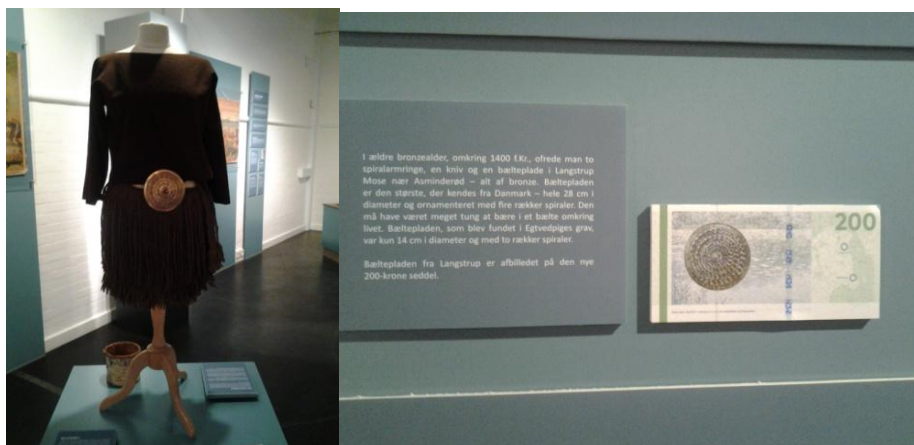 I ældre bronzealder, omkring 1400 f.Kr., ofrede man to
spiralarmringe, en kniv og en bælteplade i Langstrup
Mose nær Asminderød – alt af bronze. Bæltepladen
er den største, der kendes fra Danmark – hele 28 cm i
diameter og ornamenteret med fire rækker spiraler. Den
må have været meget tung at bære i et bælte omkring
livet. Bæltepladen, som blev fundet i Egtvedpiges grav,
var kun 14 cm i diameter og med to rækker spiraler.
Bæltepladen fra Langstrup er afbilledet på den nye
200-krone seddel.
200